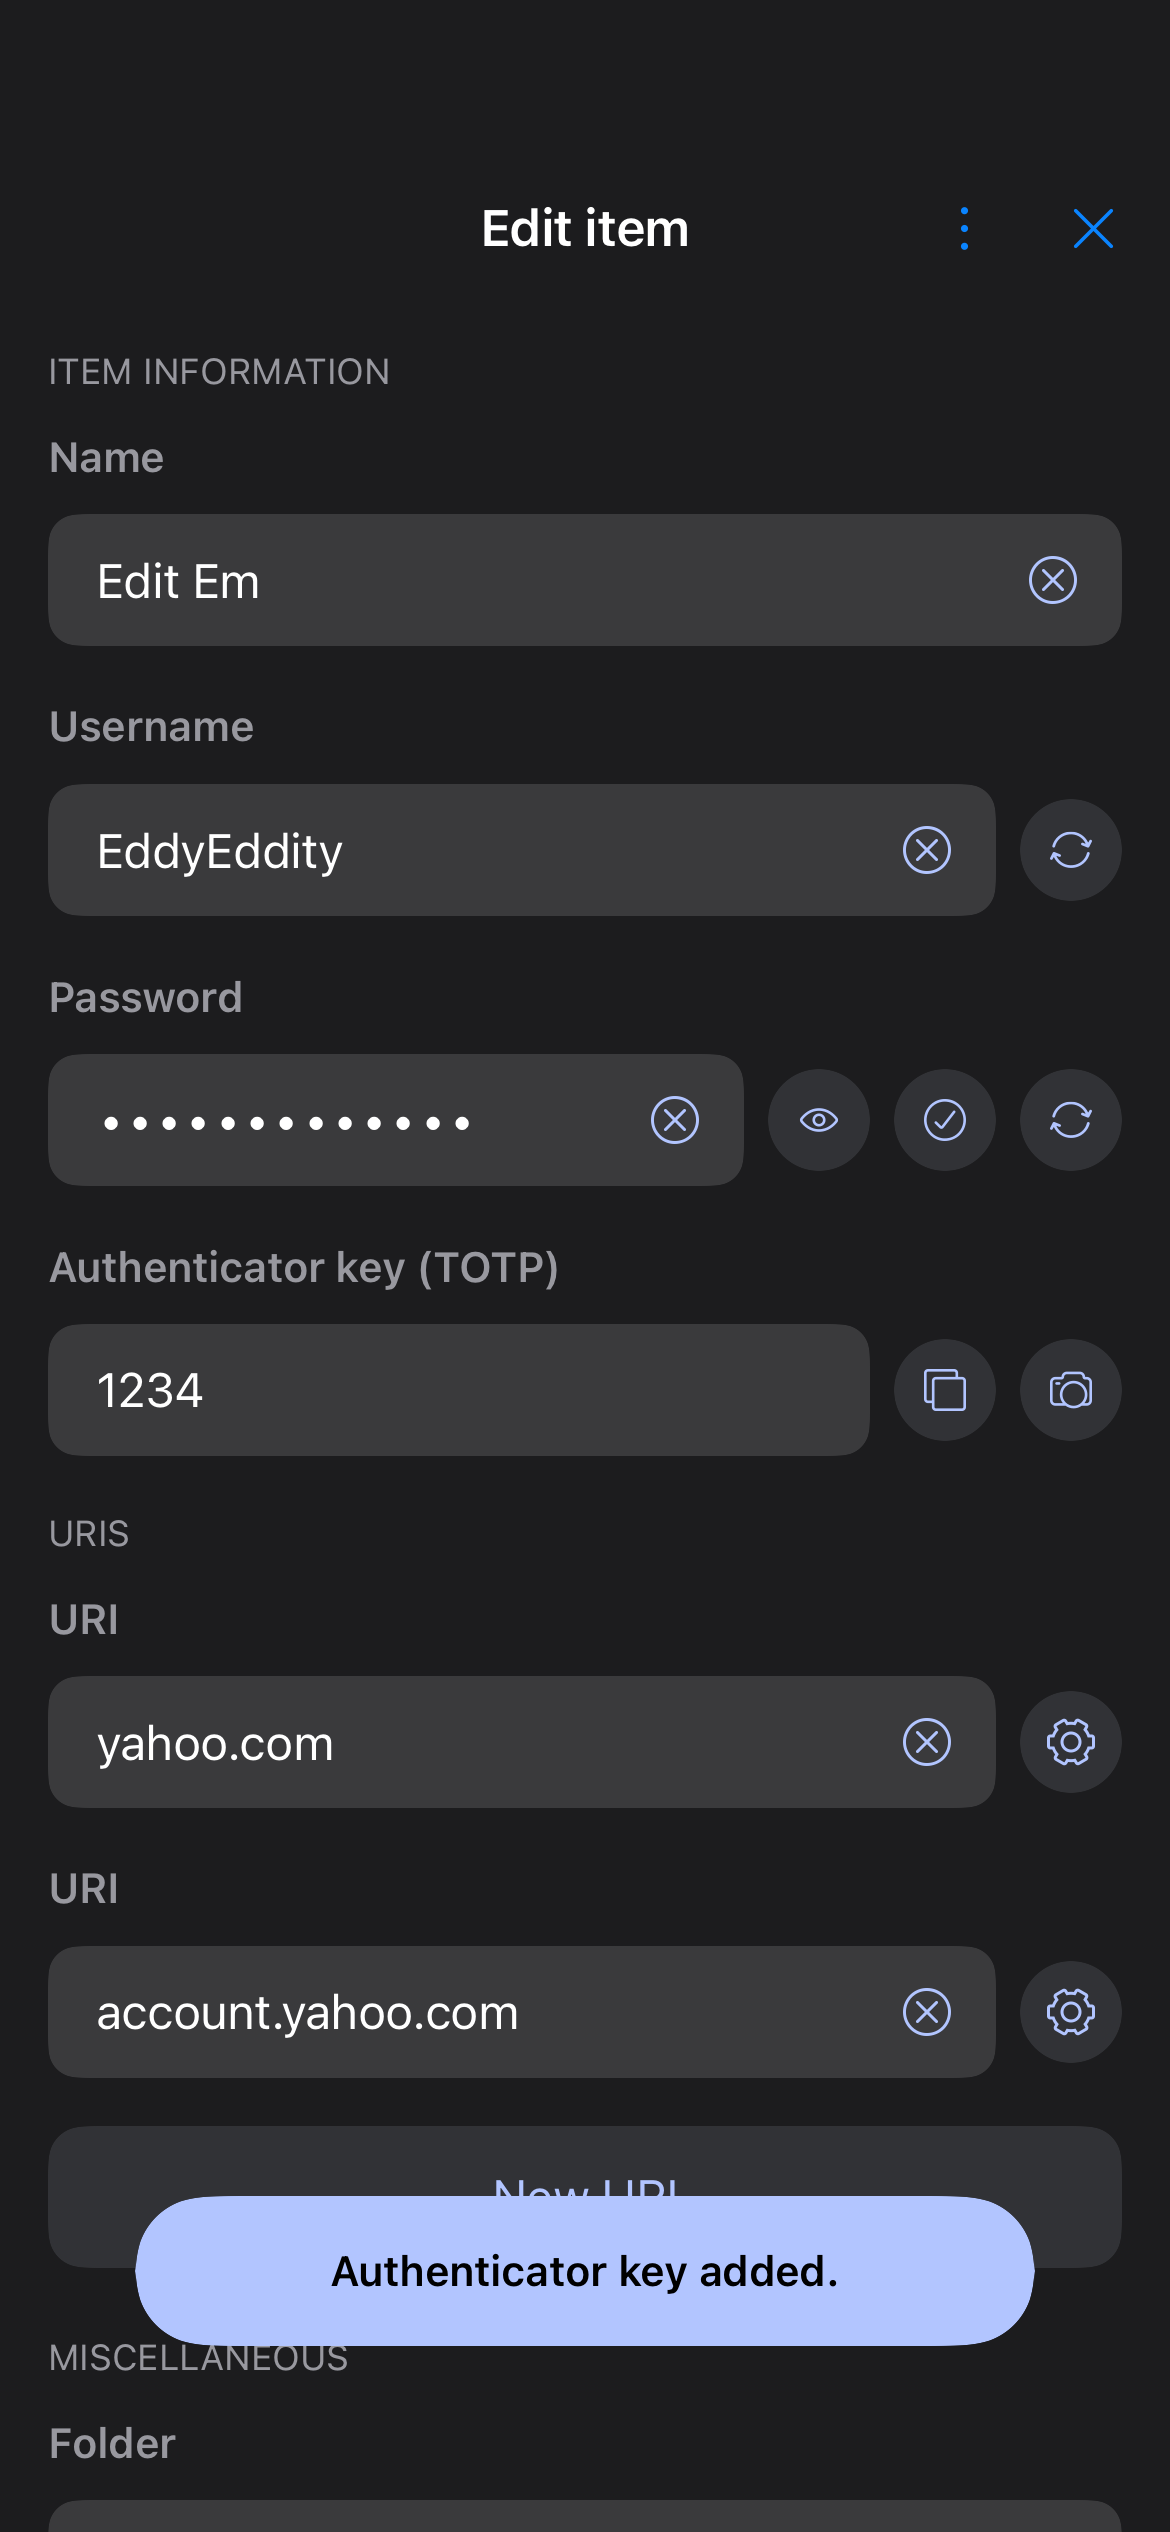 Edit item
ITEM INFORMATION
Name
Edit Em
Username
EddyEddity
Password
Authenticator key (TOTP)
1234
URIS
URI
yahoo.com
URI
account.yahoo.com
New URI
Authenticator key added.
MISCELLANEOUS
Folder